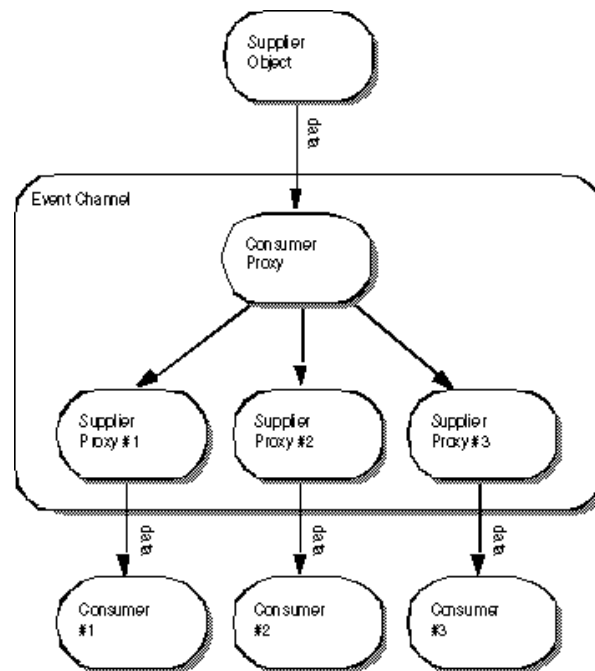 Supplier
Object
data
Event Channel
Consumer
Proxy
Supplier
Proxy #1
Supplier
Proxy #2
Supplier
Proxy #3
data
data
data
Consumer
#1
Consumer
#2
Consumer
#3